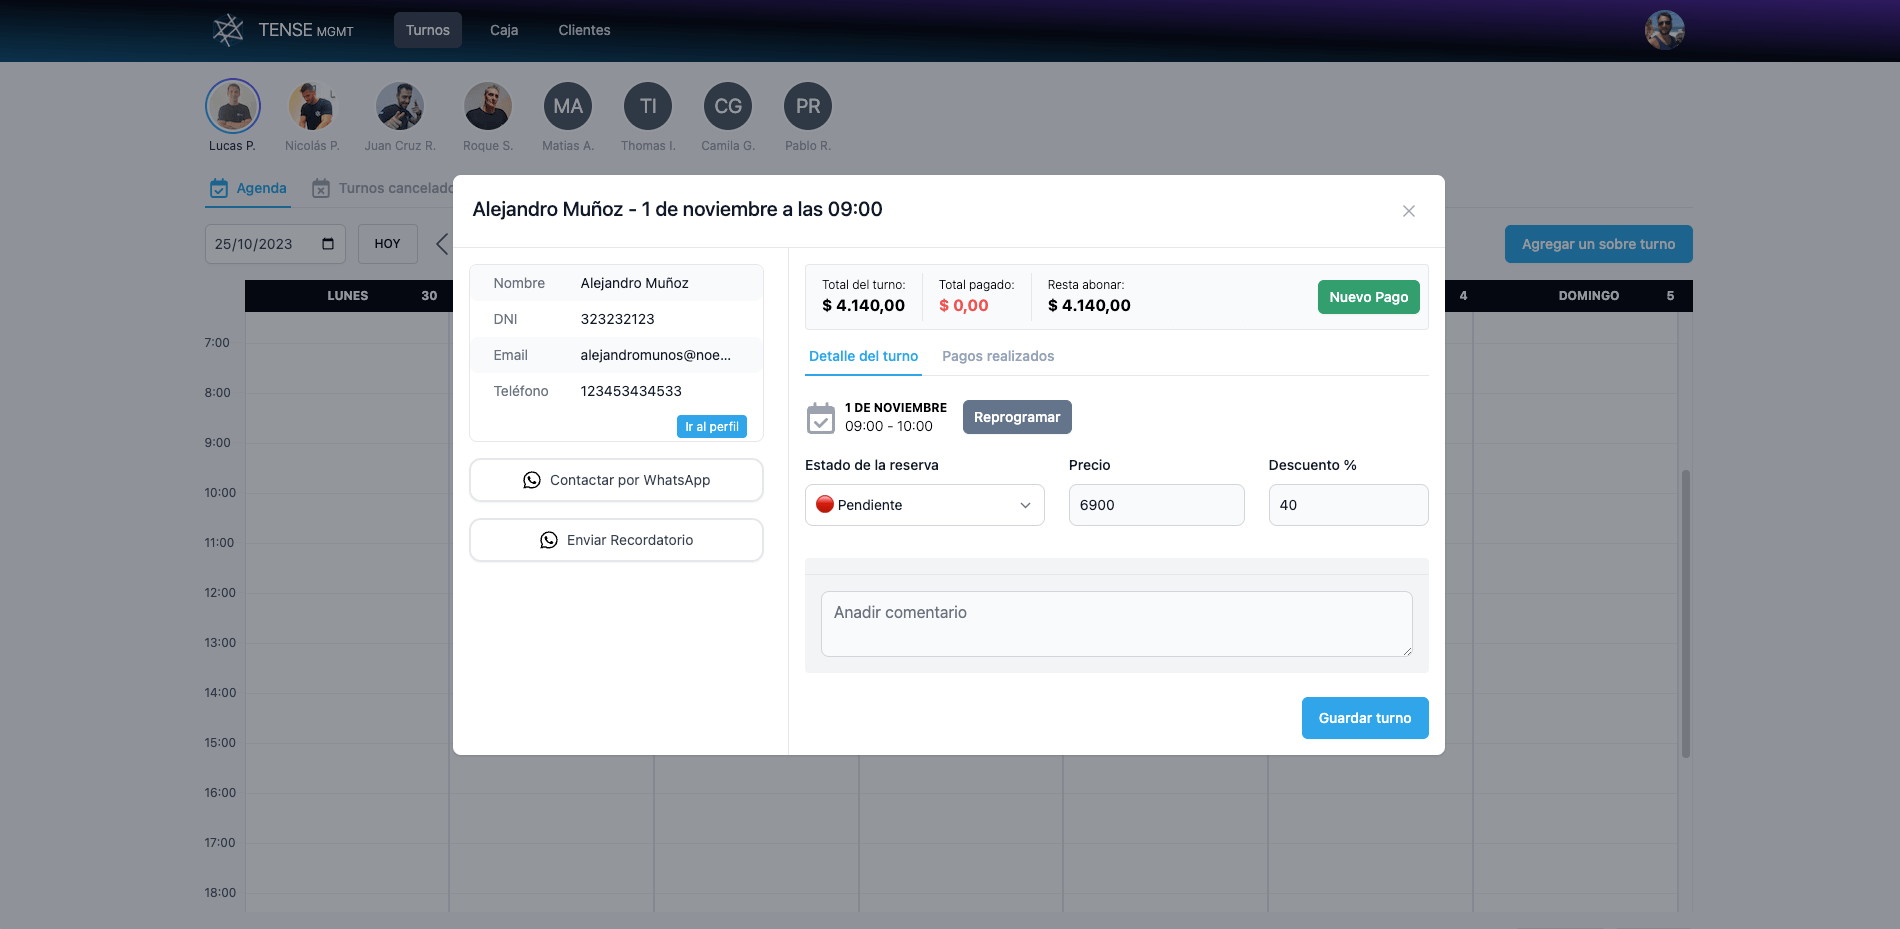 TENSE MGMT
Turnos
Caja
Clientes
MA
TI
CG
PR
Lucas P.
Nicolás P.
Juan Cruz R.
Roque S.
Matias A.
Thomas I.
Camila G.
Pablo R.
Agenda
Turnos cancelado
25/10/2023
HOY
Agregar un sobre turno
LUNES 30
4
DOMINGO 5
7:00
8:00
9:00
10:00
11:00
12:00
13:00
14:00
15:00
16:00
17:00
18:00
Alejandro Muñoz - 1 de noviembre a las 09:00
Nombre Alejandro Muñoz
DNI 323232123
Email alejandromunos@noe...
Teléfono 123453434533
Ir al perfil
Contactar por WhatsApp
Enviar Recordatorio
Total del turno:
$ 4.140,00
Total pagado:
$ 0,00
Resta abonar:
$ 4.140,00
Nuevo Pago
Detalle del turno
Pagos realizados
1 DE NOVIEMBRE
09:00 - 10:00
Reprogramar
Estado de la reserva
Pendiente
Precio
6900
Descuento %
40
Anadir comentario
Guardar turno